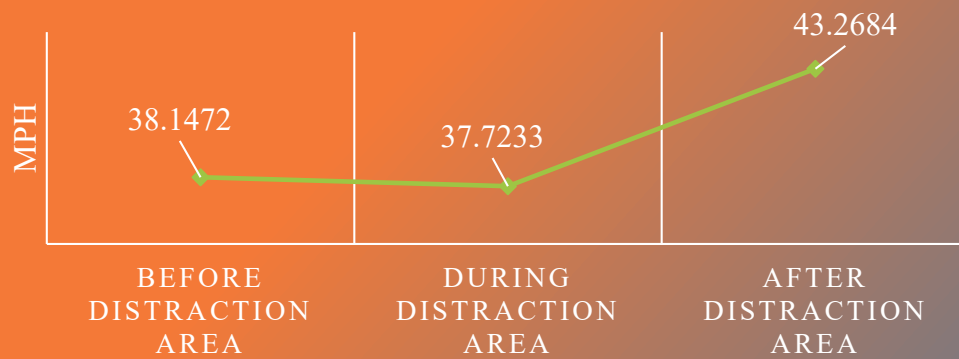 43.2684
38.1472
37.7233
MPH
BEFORE
DISTRACTION
AREA
DURING
DISTRACTION
AREA
AFTER
DISTRACTION
AREA